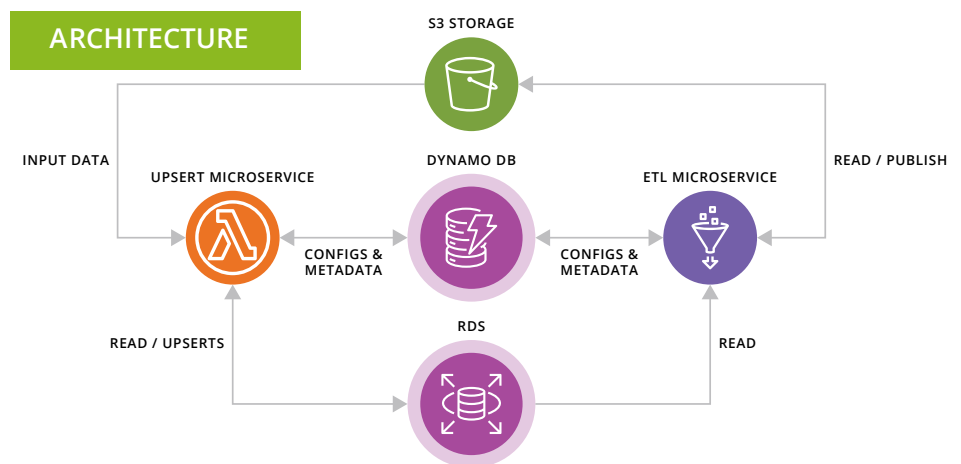 ARCHITECTURE
S3 STORAGE
INPUT DATA
DYNAMO DB
READ / PUBLISH
UPSERT MICROSERVICE
ETL MICROSERVICE
CONFIGS &
METADATA
CONFIGS &
METADATA
RDS
READ / UPSERTS
READ